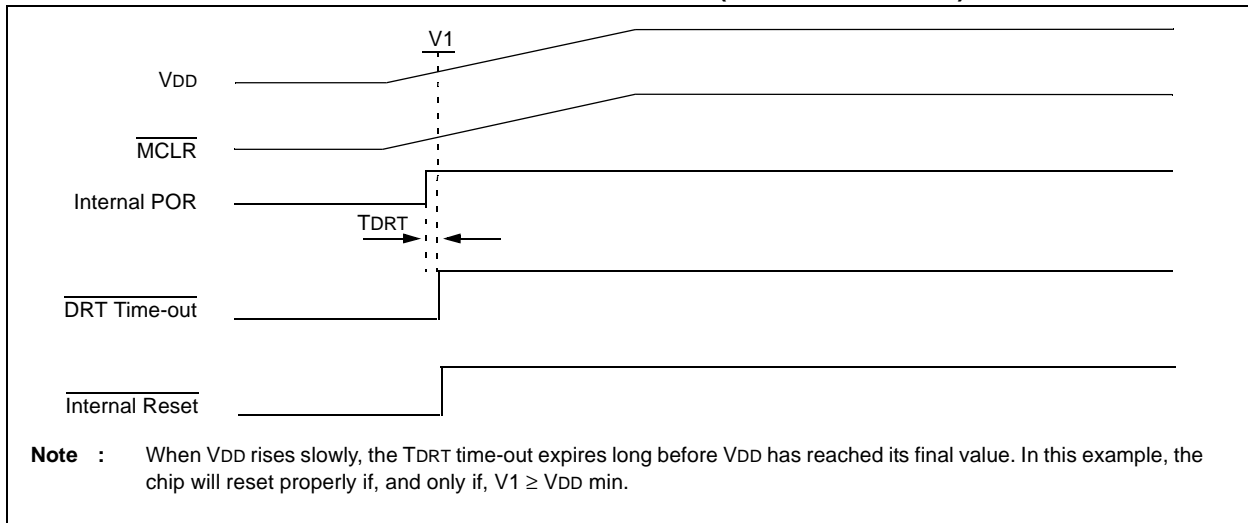 V1
VDD
MCLR
Internal POR
TDRT
DRT Time-out
Internal Reset
Note : When VDD rises slowly, the TDRT time-out expires long before VDD has reached its final value. In this example, the
chip will reset properly if, and only if, V1 ≥ VDD min.